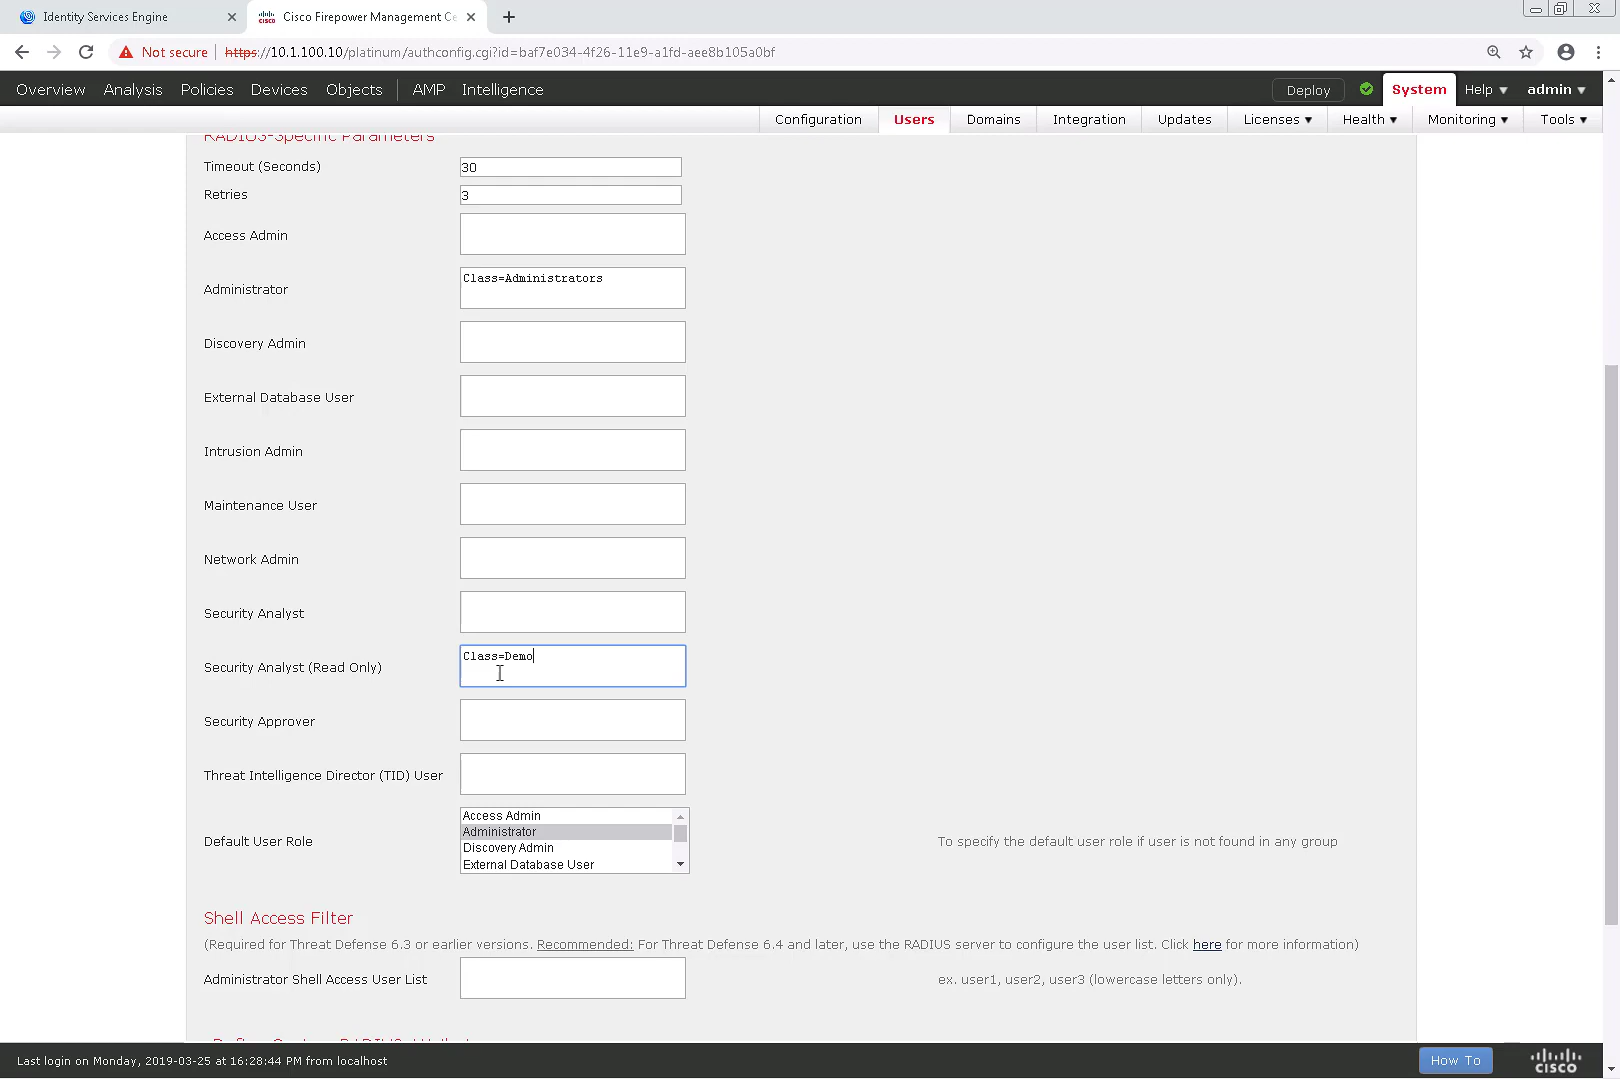 Identity Services Engine
Cisco Firepower Management Ce
Not secure
https://10.1.100.10/platinum/authconfig.cgi?id=baf7e034-4f26-11e9-a1fd-aee8b105a0bf
Overview Analysis Policies Devices Objects AMP Intelligence Deploy System Help admin
Configuration Users Domains Integration Updates Licenses Health Monitoring Tools
RADIUS-Specific Parameters
Timeout (Seconds) 30
Retries 3
Access Admin
Administrator Class=Administrators
Discovery Admin
External Database User
Intrusion Admin
Maintenance User
Network Admin
Security Analyst
Security Analyst (Read Only) Class=Demo
Security Approver
Threat Intelligence Director (TID) User
Default User Role
Access Admin
Administrator
Discovery Admin
External Database User
To specify the default user role if user is not found in any group
Shell Access Filter
(Required for Threat Defense 6.3 or earlier versions. Recommended: For Threat Defense 6.4 and later, use the RADIUS server to configure the user list. Click here for more information)
Administrator Shell Access User List
ex. user1, user2, user3 (lowercase letters only).
Last login on Monday, 2019-03-25 at 16:28:44 PM from localhost
How To
cisco